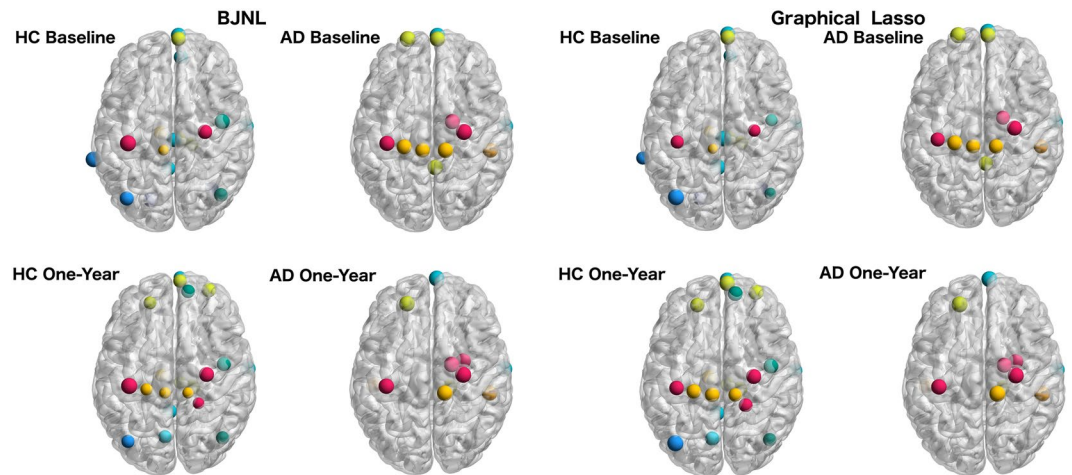 BJNL
Graphical Lasso
HC Baseline
AD Baseline
HC Baseline
AD Baseline
HC One-Year
AD One-Year
HC One-Year
AD One-Year